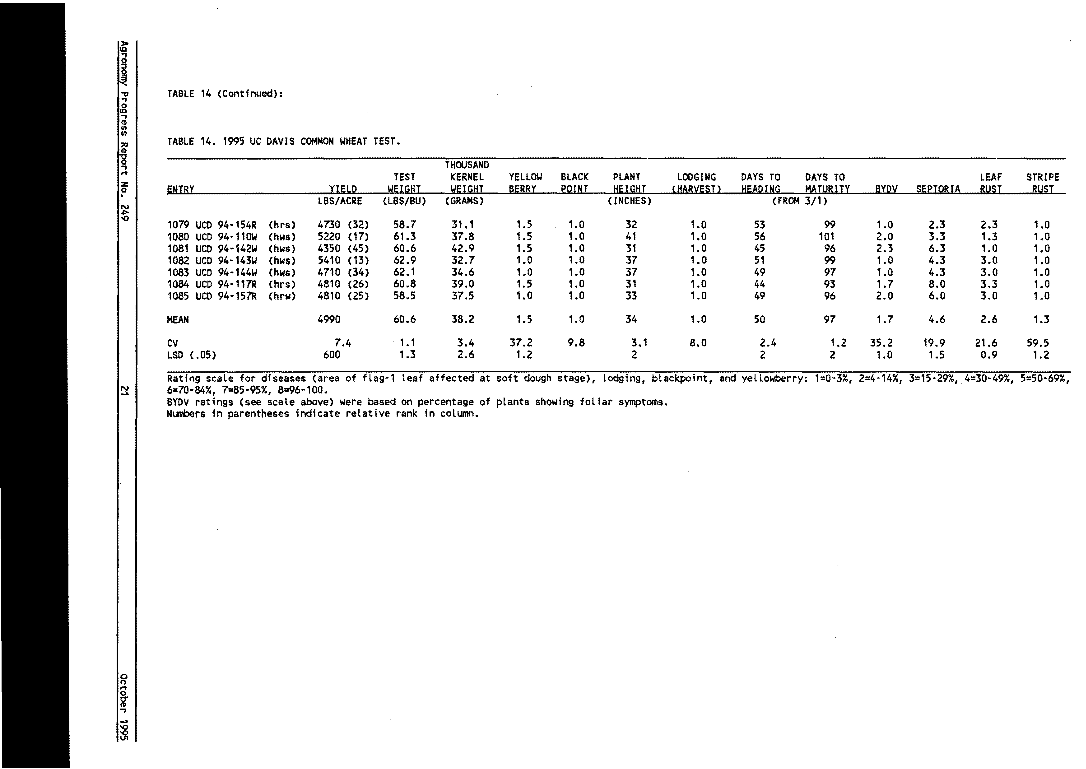 Agronomy Progress Report No. 249
21
October 1995
TABLE 14 (Continued):
TABLE 14. 1995 UC DAVIS COMMON WHEAT TEST.
THOUSAND
TEST KERNEL YELLOW BLACK PLANT LODGING DAYS TO DAYS TO LEAF STRIPE
ENTRY YIELD WEIGHT WEIGHT BERRY POINT HEIGHT (HARVEST) HEADING MATURITY BYDV SEPTORIA RUST RUST
LBS/ACRE (LBS/BU) (GRAMS) (INCHES) (FROM 3/1)
1079 UCD 94-154R (hrs) 4730 (32) 58.7 31.1 1.5 1.0 32 1.0 53 99 1.0 2.3 2.3 1.0
1080 UCD 94-110W (hws) 5220 (17) 61.3 37.8 1.5 1.0 41 1.0 56 101 2.0 3.3 1.3 1.0
1081 UCD 94-142W (hws) 4350 (45) 60.6 42.9 1.5 1.0 31 1.0 45 96 2.3 6.3 1.0 1.0
1082 UCD 94-143W (hws) 5410 (13) 62.9 32.7 1.0 1.0 37 1.0 51 99 1.0 4.3 3.0 1.0
1083 UCD 94-144W (hws) 4710 (34) 62.1 34.6 1.0 1.0 37 1.0 49 97 1.0 4.3 3.0 1.0
1084 UCD 94-117R (hrs) 4810 (26) 60.8 39.0 1.5 1.0 31 1.0 44 93 1.7 8.0 3.3 1.0
1085 UCD 94-157R (hrw) 4810 (25) 58.5 37.5 1.0 1.0 33 1.0 49 96 2.0 6.0 3.0 1.0
MEAN 4990 60.6 38.2 1.5 1.0 34 1.0 50 97 1.7 4.6 2.6 1.3
CV 7.4 1.1 3.4 37.2 9.8 3.1 8.0 2.4 1.2 35.2 19.9 21.6 59.5
LSD (.05) 600 1.3 2.6 1.2 2 2 2 1.0 1.5 0.9 1.2
Rating scale for diseases (area of flag-1 leaf affected at soft dough stage), lodging, blackpoint, and yellowberry: 1=0-3%, 2=4-14%, 3=15-29%, 4=30-49%, 5=50-69%,
6=70-84%, 7=85-95%, 8=96-100.
BYDV ratings (see scale above) were based on percentage of plants showing foliar symptoms.
Numbers in parentheses indicate relative rank in column.